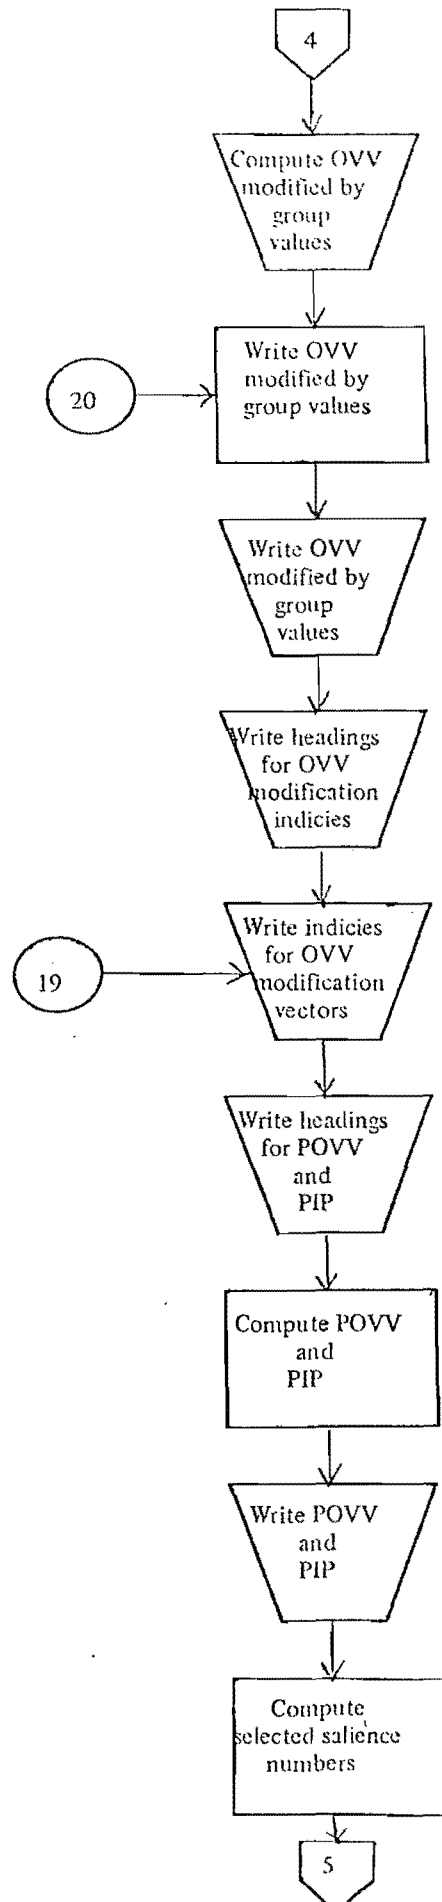 4
Compute OVV
modified by
group
values
Write OVV
modified by
group values
20
Write OVV
modified by
group
values
Write headings
for OVV
modification
indicies
Write indicies
for OVV
modification
vectors
19
Write headings
for POVV
and
PIP
Compute POVV
and
PIP
Write POVV
and
PIP
Compute
selected salience
numbers
5